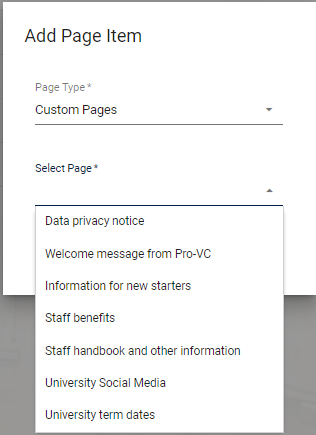 Add Page Item
Page Type *
Custom Pages
Select Page *
Data privacy notice
Welcome message from Pro-VC
Information for new starters
Staff benefits
Staff handbook and other information
University Social Media
University term dates